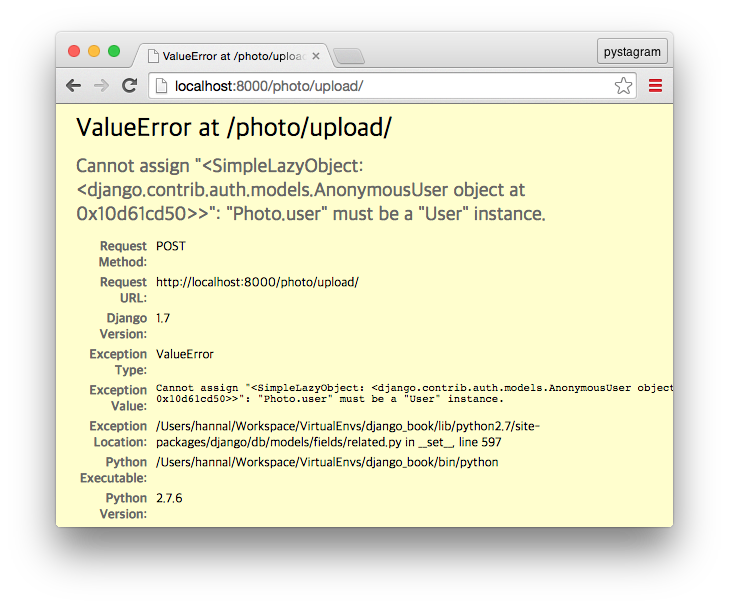 ValueError at /photo/uploa
pystagram
localhost:8000/photo/upload/
ValueError at /photo/upload/
Cannot assign "<SimpleLazyObject:
<django.contrib.auth.models.AnonymousUser object at
0x10d61cd50>>": "Photo.user" must be a "User" instance.
Request Method: POST
Request URL: http://localhost:8000/photo/upload/
Django Version: 1.7
Exception Type: ValueError
Exception Value: Cannot assign "<SimpleLazyObject: <django.contrib.auth.models.AnonymousUser object
0x10d61cd50>>": "Photo.user" must be a "User" instance.
Exception Location: /Users/hannal/Workspace/VirtualEnvs/django_book/lib/python2.7/site-
packages/django/db/models/fields/related.py in __set__, line 597
Python Executable: /Users/hannal/Workspace/VirtualEnvs/django_book/bin/python
Python Version: 2.7.6